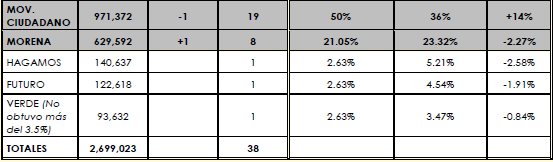 MOV. CIUDADANO 971,372 -1 19 50% 36% +14%
MORENA 629,592 +1 8 21.05% 23.32% -2.27%
HAGAMOS 140,637 1 2.63% 5.21% -2.58%
FUTURO 122,618 1 2.63% 4.54% -1.91%
VERDE (No obtuvo más del 3.5%) 93,632 1 2.63% 3.47% -0.84%
TOTALES 2,699,023 38